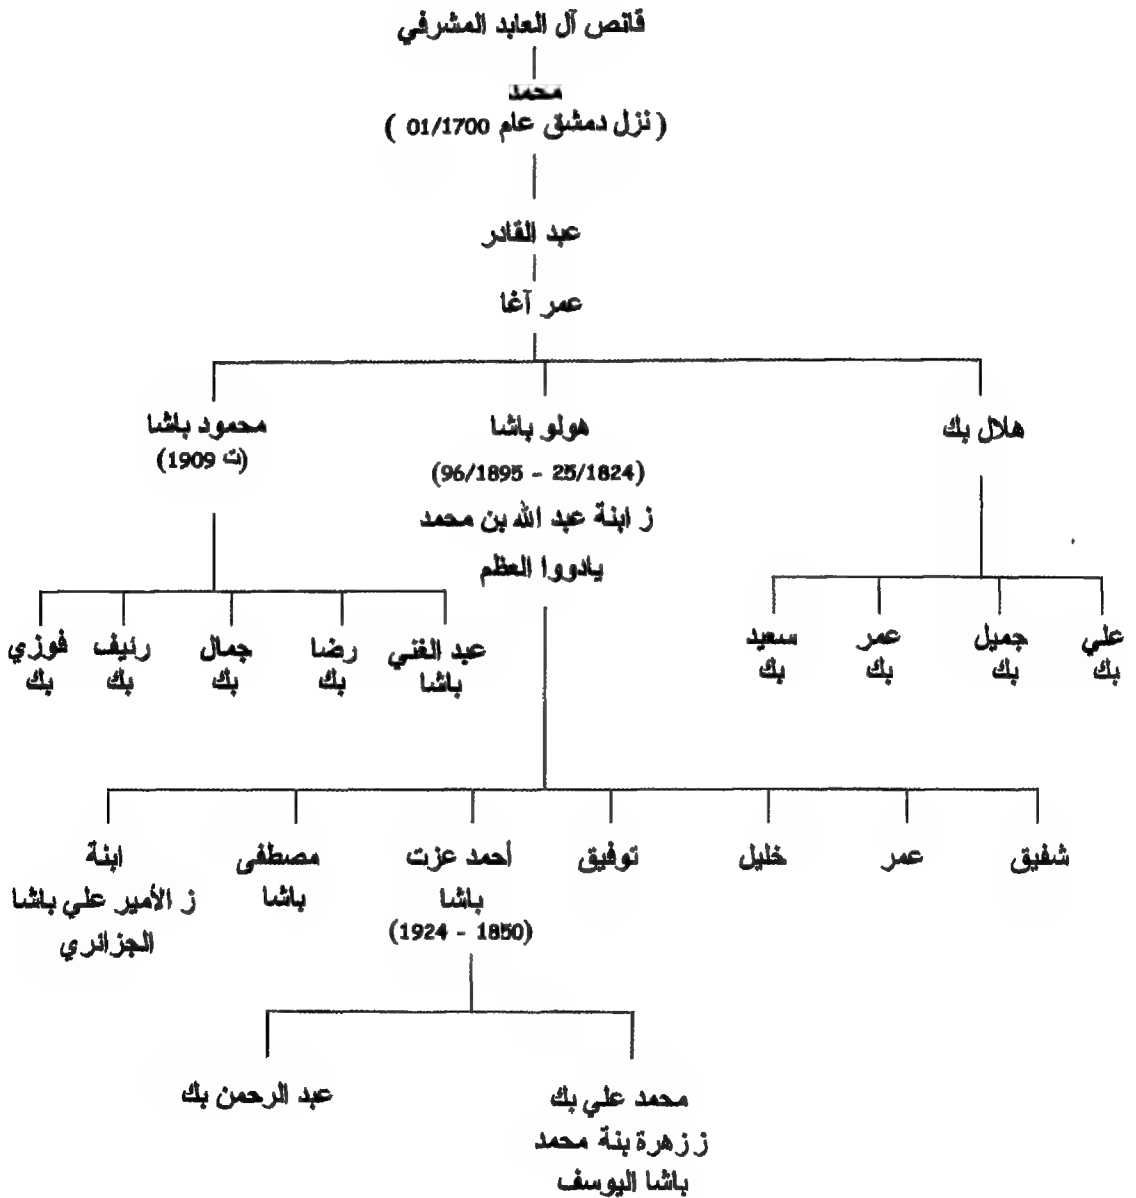 قانص آل العابد المشرفي
محمد
( نزل دمشق عام 01/1700 )
عبد القادر
عمر آغا
هلال بك
هولو باشا
(96/1895 - 25/1824)
ز ابنة عبد الله بن محمد
يادووا العظم
محمود باشا
(ت 1909)
علي
بك
جميل
بك
عمر
بك
سعيد
بك
عبد الغني
باشا
رضا
بك
جمال
بك
رئيف
بك
فوزي
بك
شفيق
عمر
خليل
توفيق
أحمد عزت
باشا
(1924 - 1850)
مصطفى
باشا
ابنة
ز الأمير علي باشا
الجزائري
محمد علي بك
ز زهرة بنة محمد
باشا اليوسف
عبد الرحمن بك